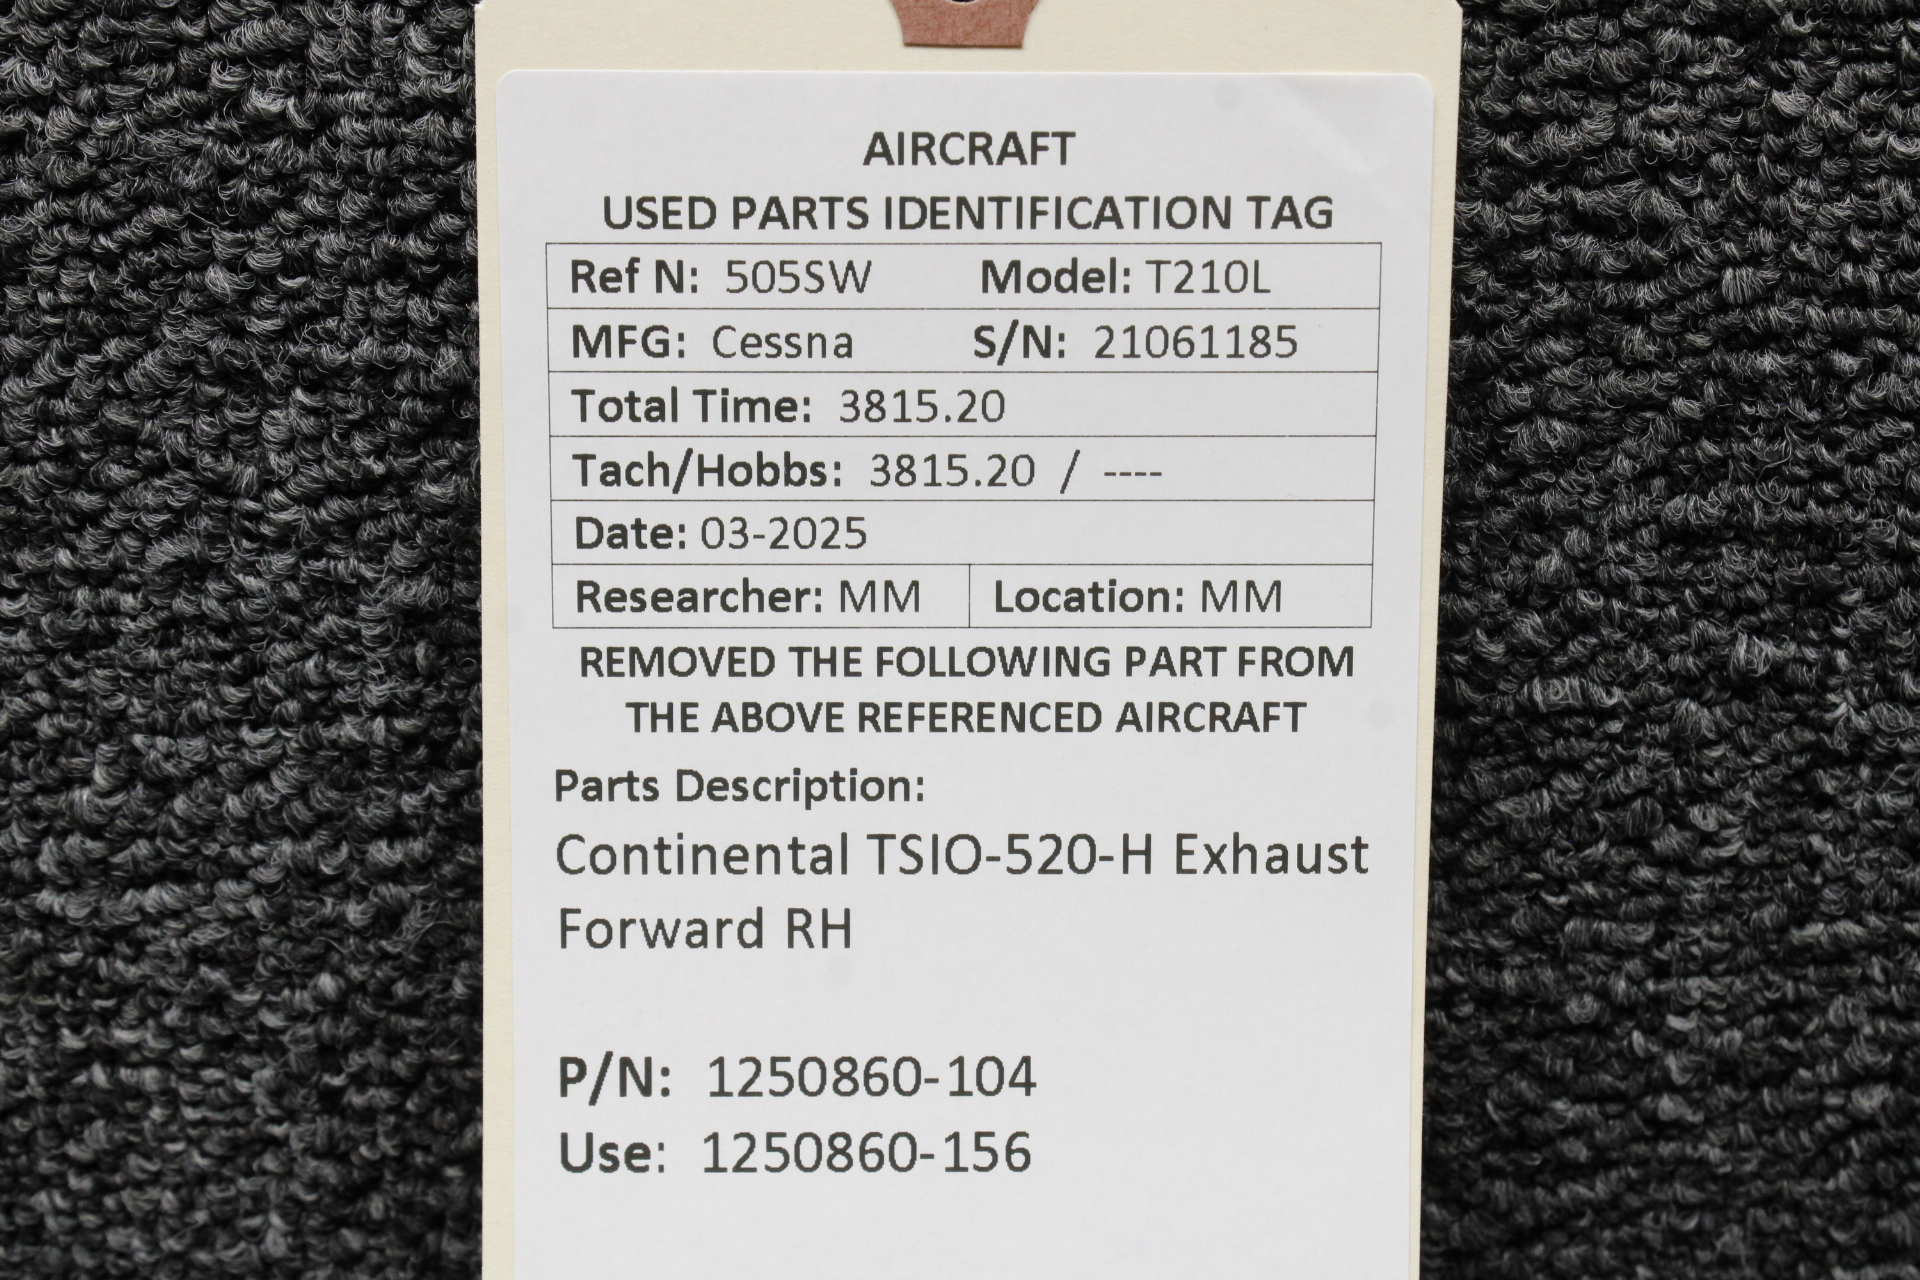 AIRCRAFT
USED PARTS IDENTIFICATION TAG
Ref N: 505SW Model: T210L
MFG: Cessna S/N: 21061185
Total Time: 3815.20
Tach/Hobbs: 3815.20 / ----
Date: 03-2025
Researcher: MM Location: MM
REMOVED THE FOLLOWING PART FROM
THE ABOVE REFERENCED AIRCRAFT
Parts Description:
Continental TSIO-520-H Exhaust
Forward RH
P/N: 1250860-104
Use: 1250860-156